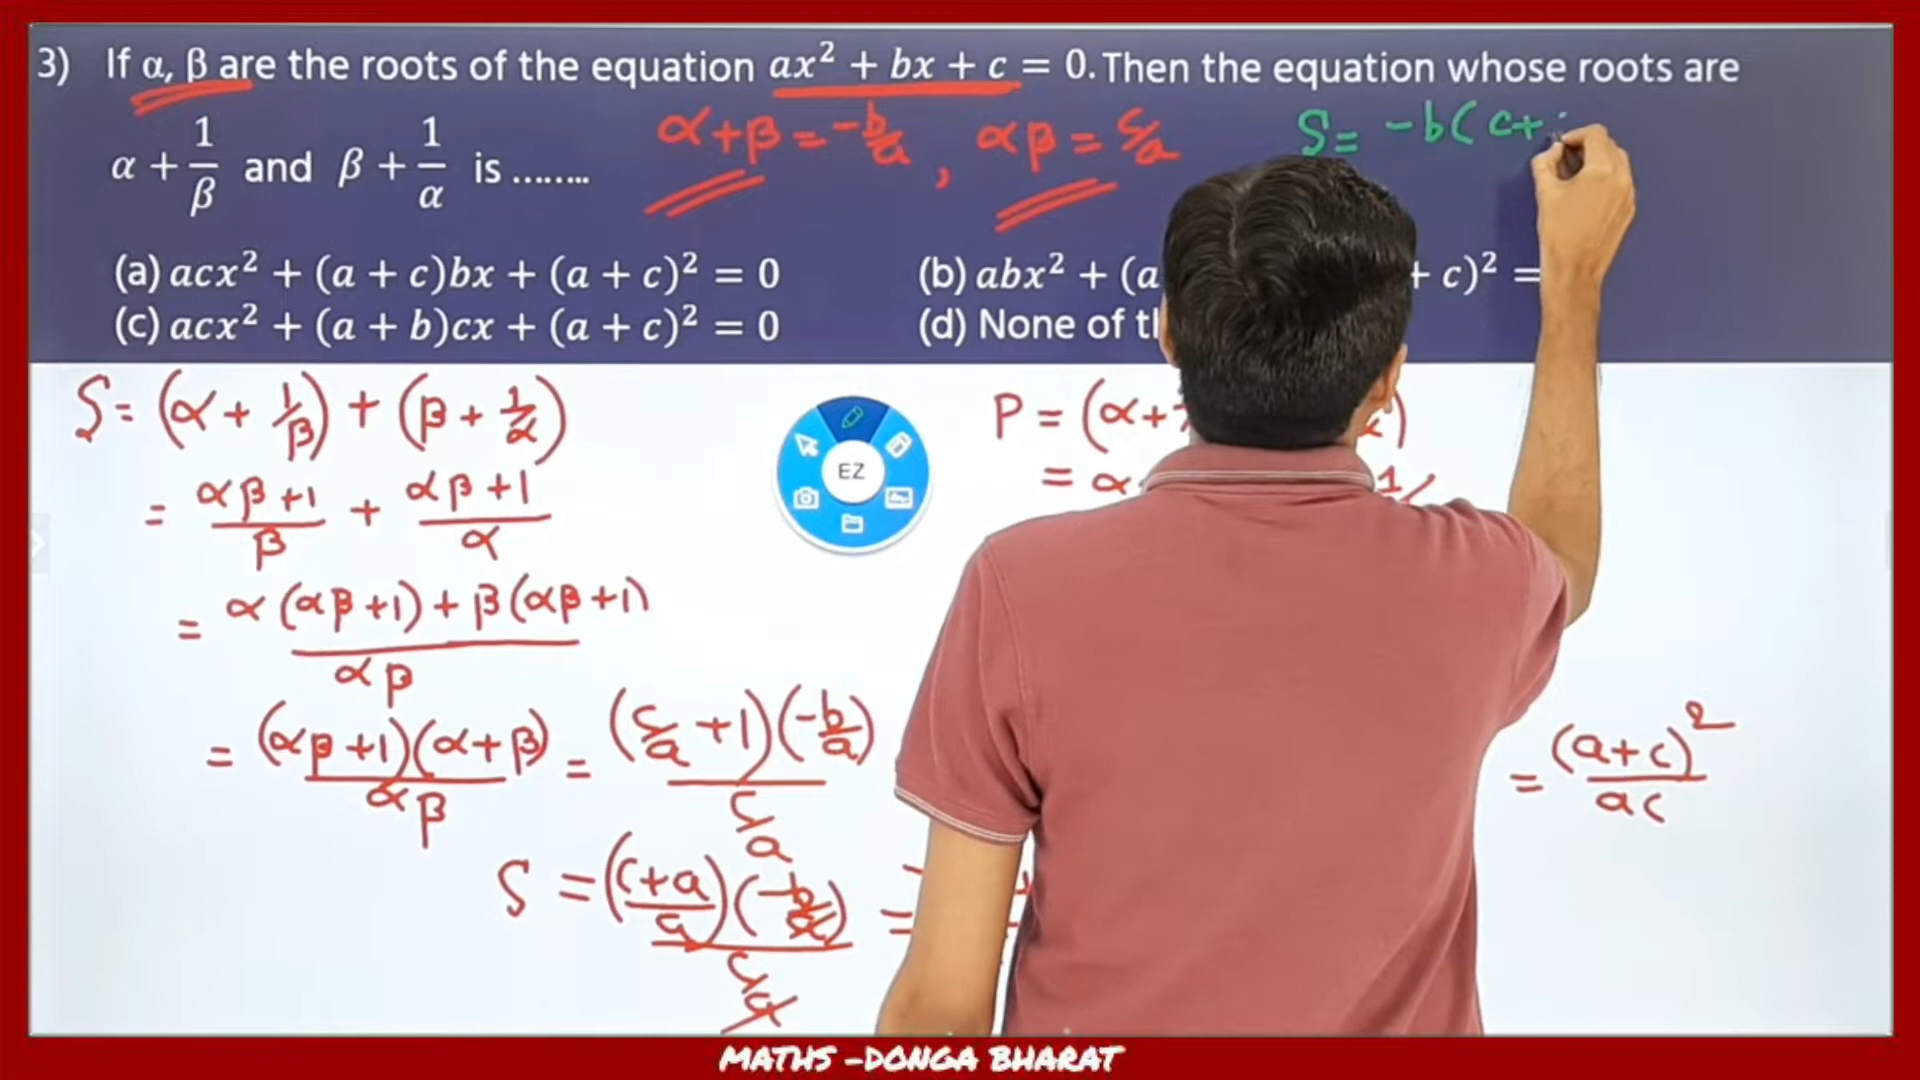 3) If α, β are the roots of the equation ax² + bx + c = 0. Then the equation whose roots are
α + 1/β and β + 1/α is ........
α+β = -b/a , αβ = c/a
S = -b(c+
(a) acx² + (a + c)bx + (a + c)² = 0
(b) abx² + (a + c)² =
(c) acx² + (a + b)cx + (a + c)² = 0
(d) None of
S = (α + 1/β) + (β + 1/α)
= αβ+1/β + αβ+1/α
= α(αβ+1) + β(αβ+1)/αβ
= (αβ+1)(α+β)/αβ = (c/a +1)(-b/a)/c/a
S = (c+a/a)(-b/a)/c/a =
P = (α+
= α
1/
= (a+c)²/ac
EZ
MATHS -DONGA BHARAT